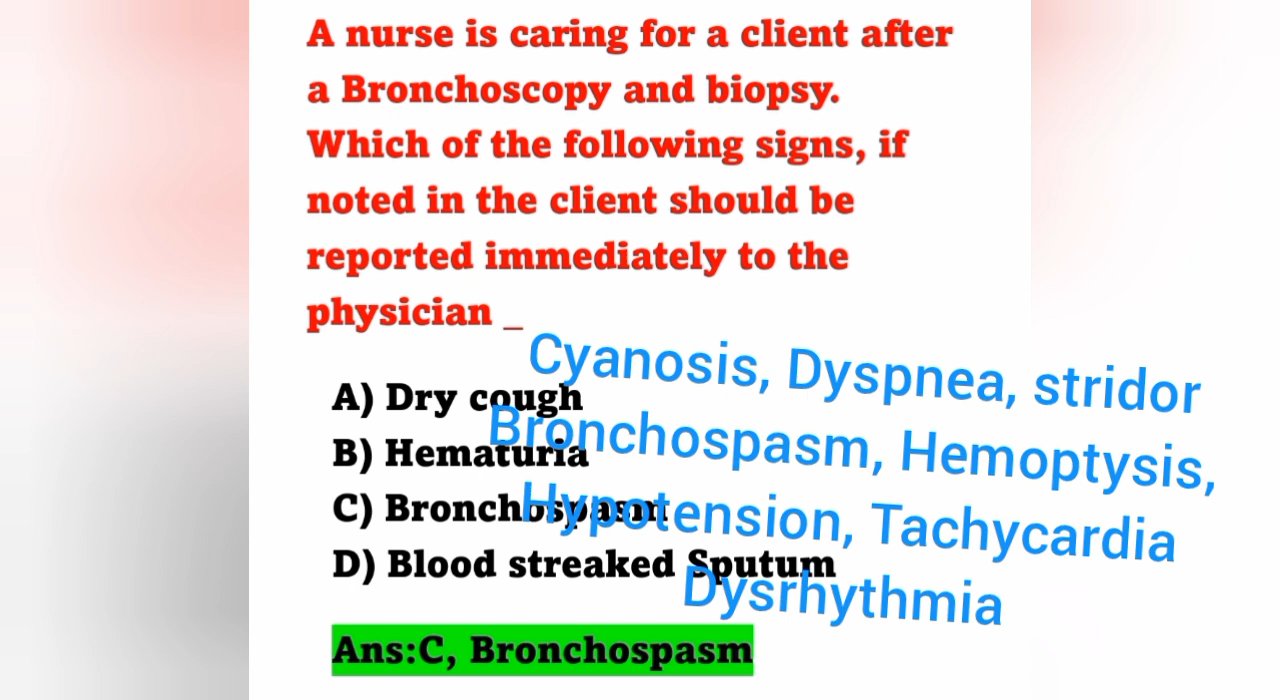 A nurse is caring for a client after
a Bronchoscopy and biopsy.
Which of the following signs, if
noted in the client should be
reported immediately to the
physician _
A) Dry cough
B) Hematuria
C) Bronchospasm
D) Blood streaked Sputum
Cyanosis, Dyspnea, stridor
Bronchospasm, Hemoptysis,
Hypotension, Tachycardia
Dysrhythmia
Ans:C, Bronchospasm